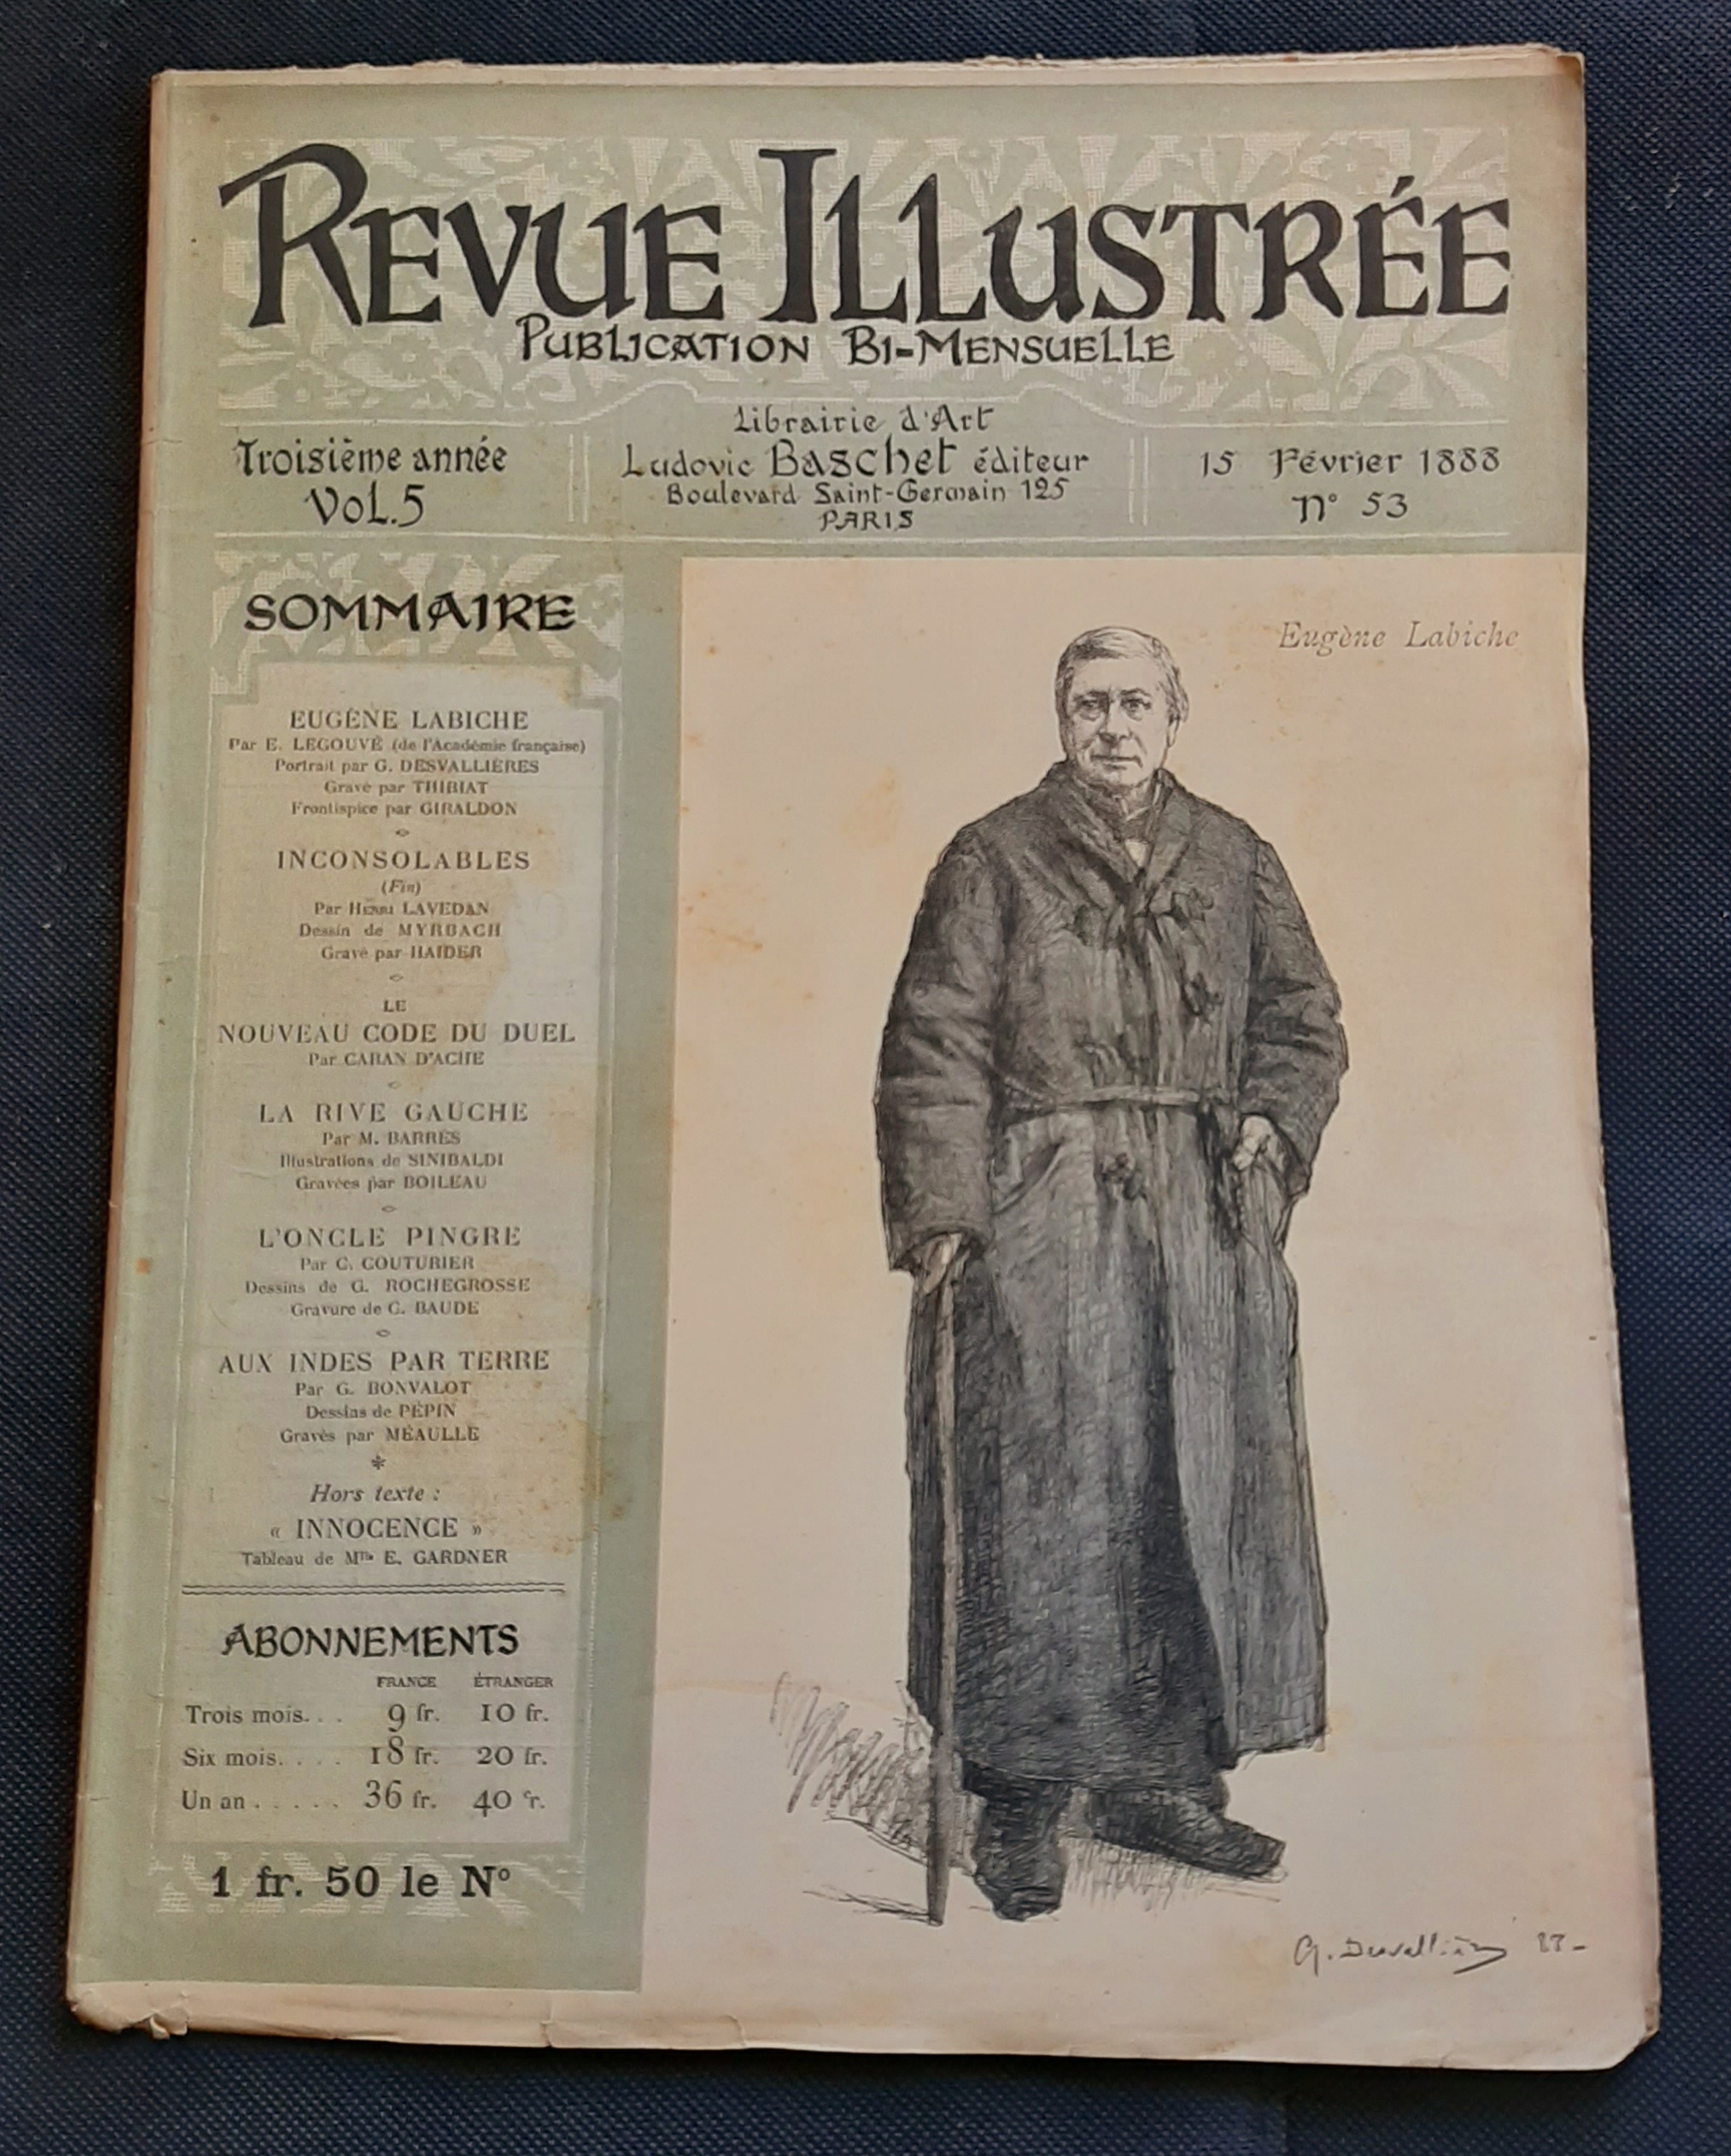 REVUE ILLUSTRÉE
PUBLICATION BI-MENSUELLE
Troisième année
Vol. 5
Librairie d'Art
Ludovic Baschet éditeur
Boulevard Saint-Germain 125
PARIS
15 Février 1888
N° 53
SOMMAIRE
EUGÈNE LABICHE
Par E. LEGOUVÉ (de l'Académie française)
Portrait par G. DESVALLIÈRES
Gravé par THIRIAT
Frontispice par GIRALDON
INCONSOLABLES
(Fin)
Par Henri LAVEDAN
Dessin de MYRBACH
Gravé par HAIDER
LE
NOUVEAU CODE DU DUEL
Par CARAN D'ACHE
LA RIVE GAUCHE
Par M. BARRÈS
Illustrations de SINIBALDI
Gravées par BOILEAU
L'ONCLE PINGRE
Par C. COUTURIER
Dessins de G. ROCHEGROSSE
Gravure de C. BAUDE
AUX INDES PAR TERRE
Par G. BONVALOT
Dessins de PÉPIN
Gravés par MÉAULLE
*
Hors texte :
« INNOCENCE »
Tableau de Mlle E. GARDNER
ABONNEMENTS
FRANCE ÉTRANGER
Trois mois. . . 9 fr. 10 fr.
Six mois. . . . . 18 fr. 20 fr.
Un an . . . . . . 36 fr. 40 fr.
1 fr. 50 le N°
Eugène Labiche
G. Desvallières 87-